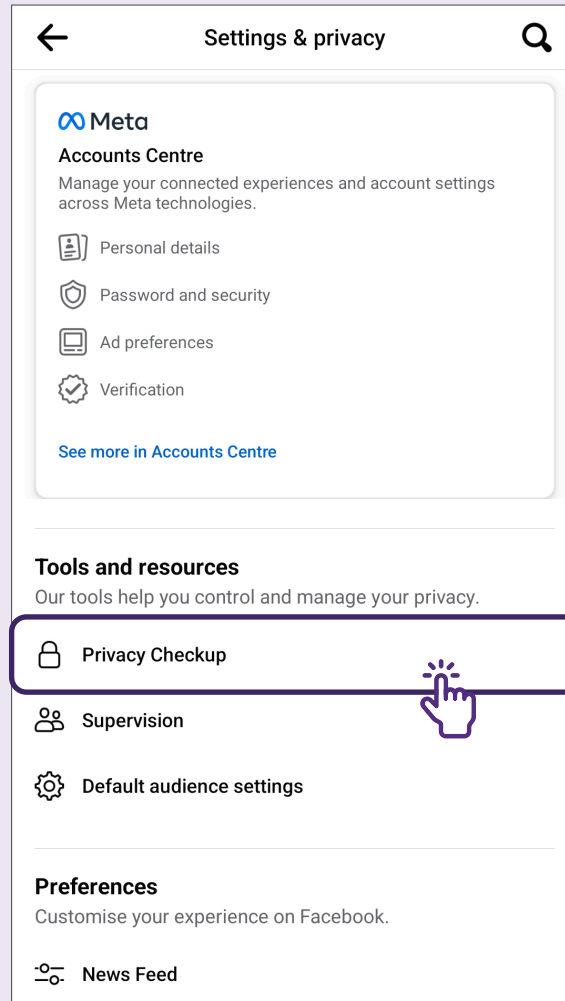 Settings & privacy
Meta
Accounts Centre
Manage your connected experiences and account settings
across Meta technologies.
Personal details
Password and security
Ad preferences
Verification
See more in Accounts Centre
Tools and resources
Our tools help you control and manage your privacy.
Privacy Checkup
Supervision
Default audience settings
Preferences
Customise your experience on Facebook.
News Feed